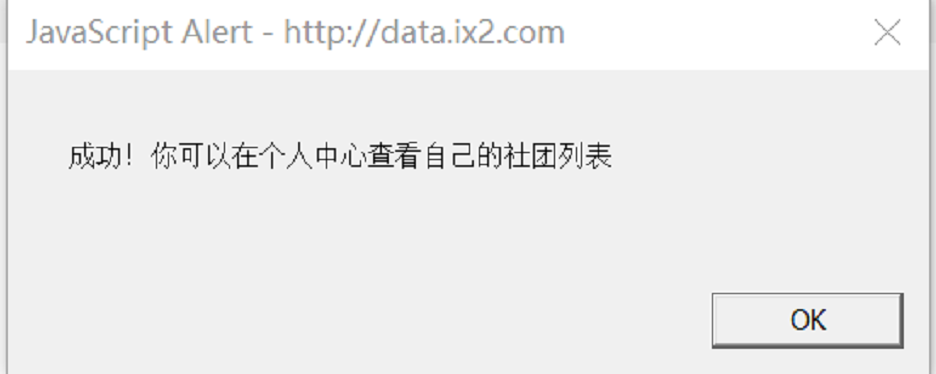 JavaScript Alert - http://data.ix2.com
成功！你可以在个人中心查看自己的社团列表
OK